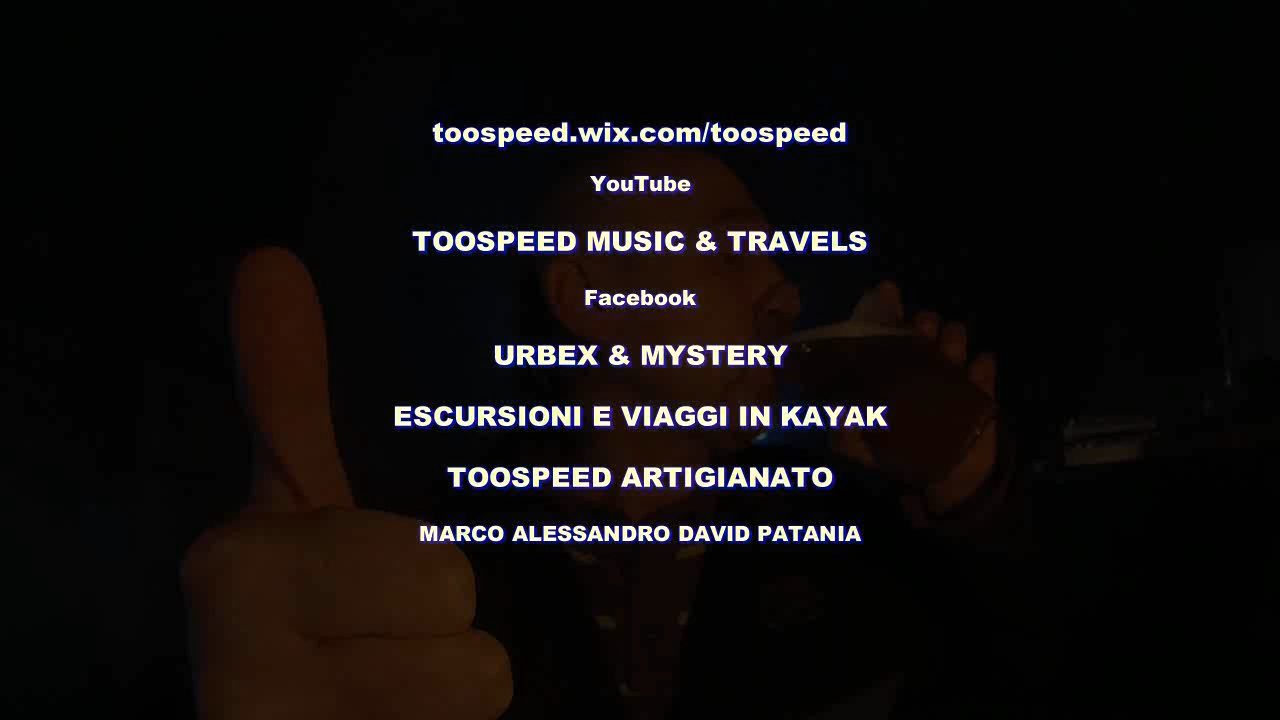 toospeed.wix.com/toospeed
YouTube
TOOSPEED MUSIC & TRAVELS
Facebook
URBEX & MYSTERY
ESCURSIONI E VIAGGI IN KAYAK
TOOSPEED ARTIGIANATO
MARCO ALESSANDRO DAVID PATANIA